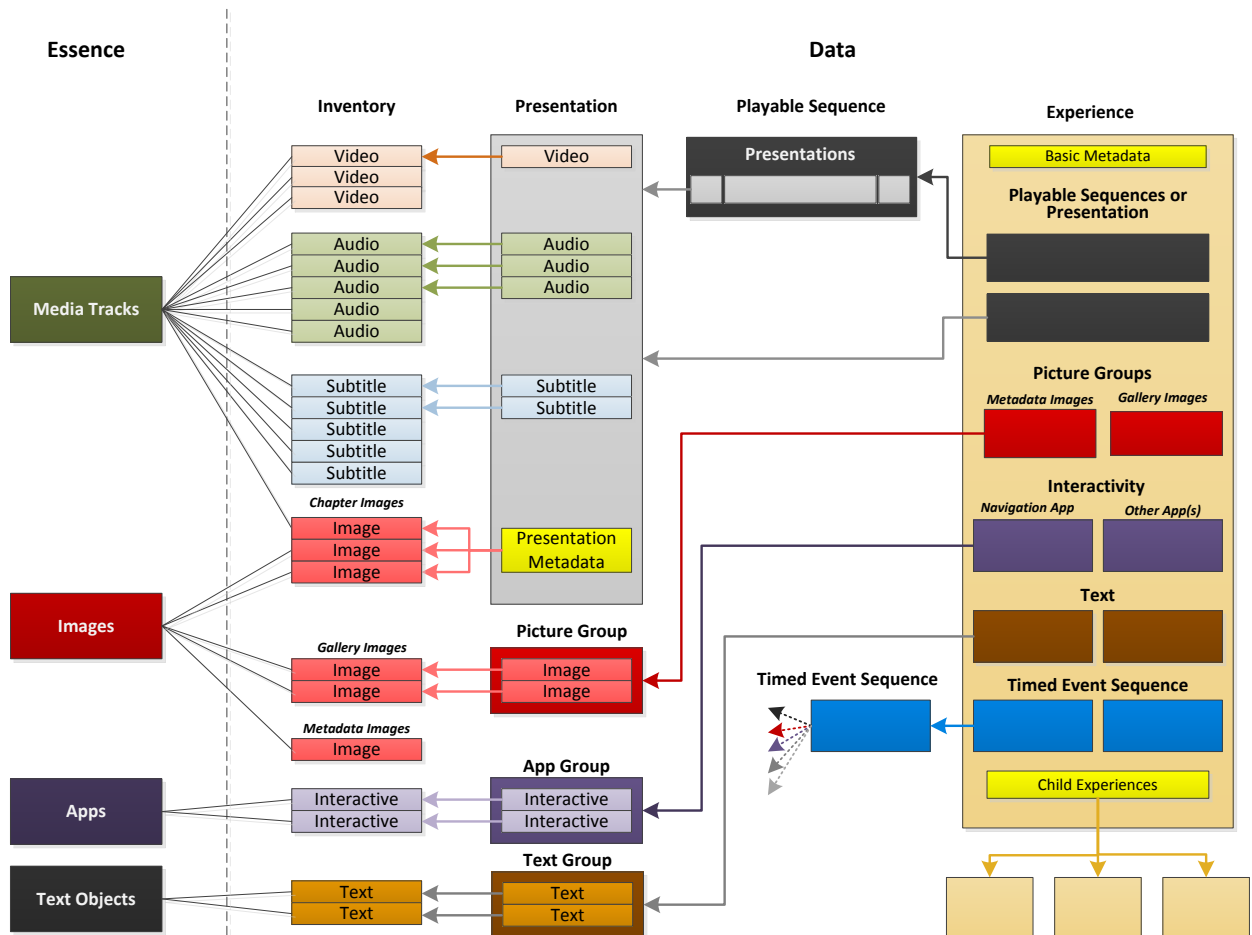 Essence
Data
Inventory
Presentation
Playable Sequence
Experience
Video
Video
Video
Video
Presentations
Basic Metadata
Playable Sequences or
Presentation
Audio
Audio
Audio
Audio
Audio
Audio
Audio
Audio
Media Tracks
Subtitle
Subtitle
Subtitle
Subtitle
Subtitle
Subtitle
Subtitle
Picture Groups
Metadata Images
Gallery Images
Interactivity
Navigation App
Other App(s)
Chapter Images
Image
Image
Image
Presentation
Metadata
Text
Images
Picture Group
Gallery Images
Image
Image
Image
Image
Timed Event Sequence
Timed Event Sequence
Metadata Images
Image
App Group
Child Experiences
Apps
Interactive
Interactive
Interactive
Interactive
Text Group
Text Objects
Text
Text
Text
Text